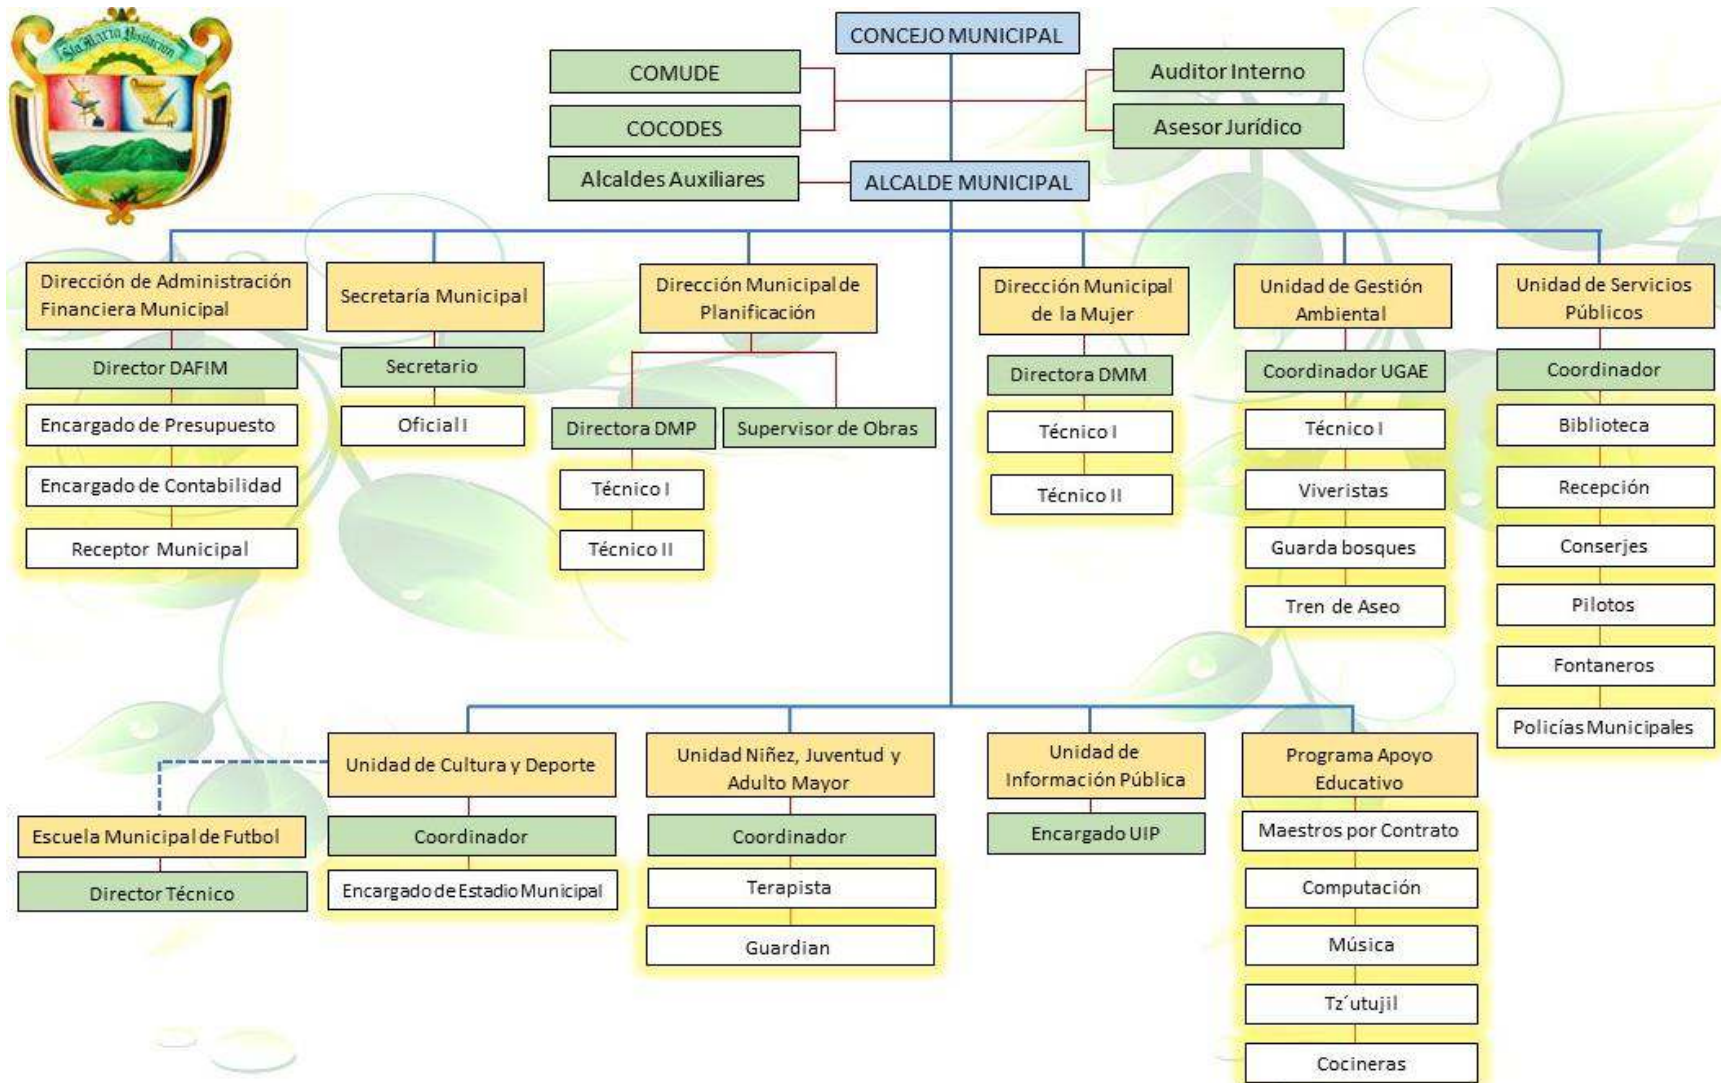 Sta. María Visitación
CONCEJO MUNICIPAL
COMUDE
Auditor Interno
COCODES
Asesor Jurídico
Alcaldes Auxiliares
ALCALDE MUNICIPAL
Dirección de Administración
Financiera Municipal
Director DAFIM
Encargado de Presupuesto
Encargado de Contabilidad
Receptor Municipal
Secretaría Municipal
Secretario
Oficial I
Dirección Municipal de
Planificación
Directora DMP
Supervisor de Obras
Técnico I
Técnico II
Dirección Municipal
de la Mujer
Directora DMM
Técnico I
Técnico II
Unidad de Gestión
Ambiental
Coordinador UGAE
Técnico I
Viveristas
Guarda bosques
Tren de Aseo
Unidad de Servicios
Públicos
Coordinador
Biblioteca
Recepción
Conserjes
Pilotos
Fontaneros
Policías Municipales
Escuela Municipal de Futbol
Director Técnico
Unidad de Cultura y Deporte
Coordinador
Encargado de Estadio Municipal
Unidad Niñez, Juventud y
Adulto Mayor
Coordinador
Terapista
Guardian
Unidad de
Información Pública
Encargado UIP
Programa Apoyo
Educativo
Maestros por Contrato
Computación
Música
Tz´utujil
Cocineras